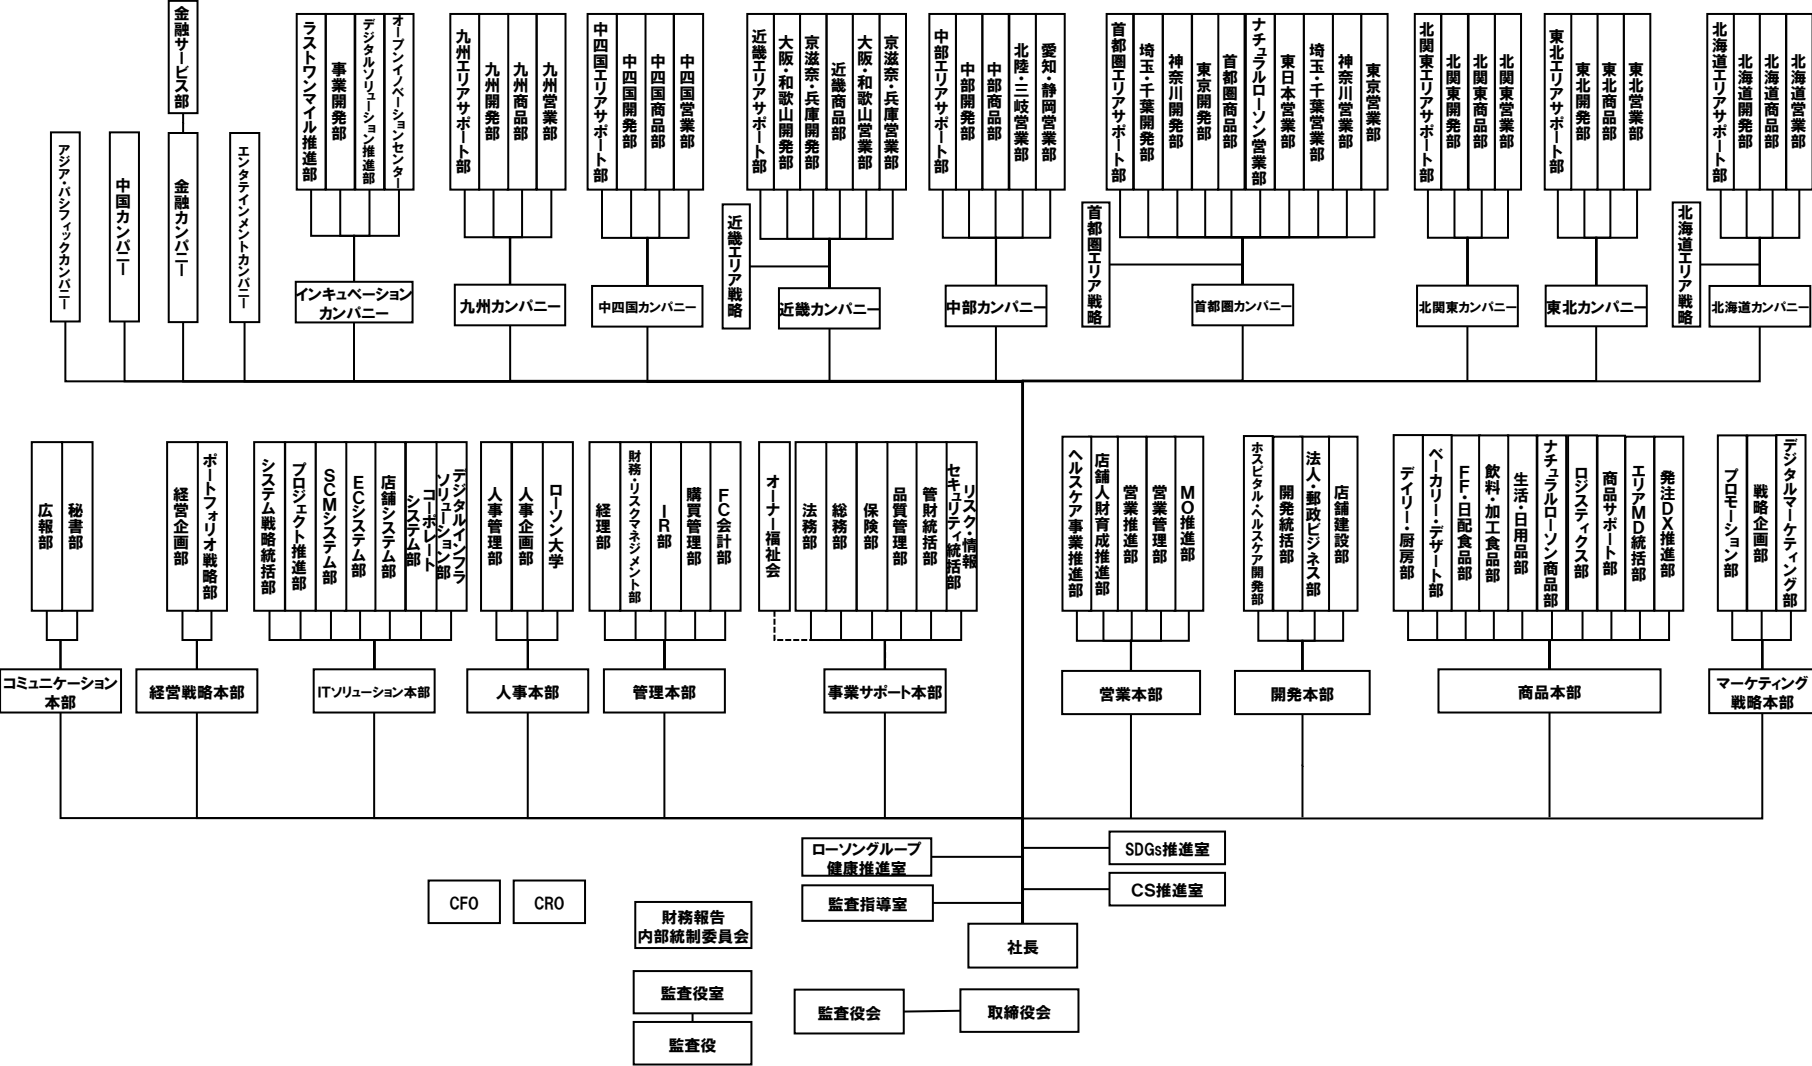 金融サービス部
ラストワンマイル推進部
事業開発部
デジタルソリューション推進部
オープンイノベーションセンター
九州エリアサポート部
九州開発部
九州商品部
九州営業部
中四国エリアサポート部
中四国開発部
中四国商品部
中四国営業部
近畿エリアサポート部
大阪・和歌山開発部
京滋奈・兵庫開発部
近畿商品部
大阪・和歌山営業部
京滋奈・兵庫営業部
中部エリアサポート部
中部開発部
中部商品部
北陸・三岐営業部
愛知・静岡営業部
首都圏エリアサポート部
埼玉・千葉開発部
神奈川開発部
東京開発部
首都圏商品部
ナチュラルローソン営業部
東日本営業部
埼玉・千葉営業部
神奈川営業部
東京営業部
北関東エリアサポート部
北関東開発部
北関東商品部
北関東営業部
東北エリアサポート部
東北開発部
東北商品部
東北営業部
北海道エリアサポート部
北海道開発部
北海道商品部
北海道営業部
アジア・パシフィックカンパニー
中国カンパニー
金融カンパニー
エンタテインメントカンパニー
近畿エリア戦略
首都圏エリア戦略
北海道エリア戦略
インキュベーション
カンパニー
九州カンパニー
中四国カンパニー
近畿カンパニー
中部カンパニー
首都圏カンパニー
北関東カンパニー
東北カンパニー
北海道カンパニー
広報部
秘書部
経営企画部
ポートフォリオ戦略部
システム戦略統括部
プロジェクト推進部
SCMシステム部
ECシステム部
店舗システム部
コーポレート
システム部
デジタルインフラ
ソリューション部
人事管理部
人事企画部
ローソン大学
経理部
財務・リスクマネジメント部
IR部
購買管理部
FC会計部
オーナー福祉会
法務部
総務部
保険部
品質管理部
管財統括部
リスク・情報
セキュリティ統括部
ヘルスケア事業推進部
店舗人財育成推進部
営業推進部
営業管理部
MO推進部
ホスピタル・ヘルスケア開発部
開発統括部
法人・郵政ビジネス部
店舗建設部
デイリー・厨房部
ベーカリー・デザート部
FF・日配食品部
飲料・加工食品部
生活・日用品部
ナチュラルローソン商品部
ロジスティクス部
商品サポート部
エリアMD統括部
発注DX推進部
プロモーション部
戦略企画部
デジタルマーケティング部
コミュニケーション
本部
経営戦略本部
ITソリューション本部
人事本部
管理本部
事業サポート本部
営業本部
開発本部
商品本部
マーケティング
戦略本部
ローソングループ
健康推進室
SDGs推進室
監査指導室
CS推進室
CFO
CRO
財務報告
内部統制委員会
社長
監査役室
監査役会
取締役会
監査役